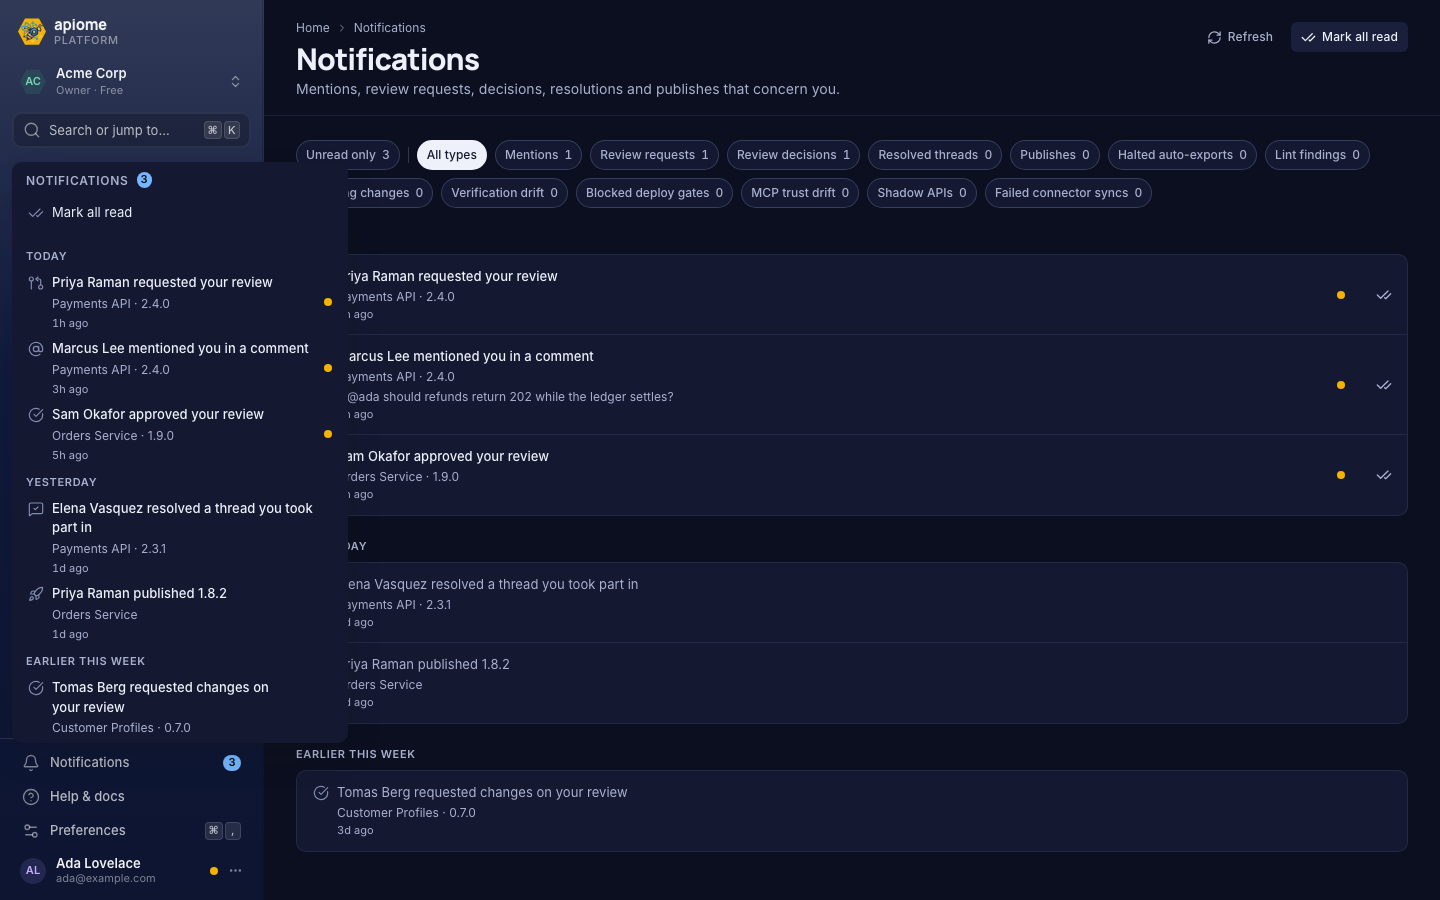 apiome
PLATFORM
AC
Acme Corp
Owner · Free
Search or jump to...
⌘ K
NOTIFICATIONS 3
Mark all read
TODAY
Priya Raman requested your review
Payments API · 2.4.0
1h ago
Marcus Lee mentioned you in a comment
Payments API · 2.4.0
3h ago
Sam Okafor approved your review
Orders Service · 1.9.0
5h ago
YESTERDAY
Elena Vasquez resolved a thread you took
part in
Payments API · 2.3.1
1d ago
Priya Raman published 1.8.2
Orders Service
1d ago
EARLIER THIS WEEK
Tomas Berg requested changes on
your review
Customer Profiles · 0.7.0
Notifications 3
Help & docs
Preferences ⌘ ,
AL
Ada Lovelace
ada@example.com
Home > Notifications
Notifications
Mentions, review requests, decisions, resolutions and publishes that concern you.
Refresh
Mark all read
Unread only 3
All types
Mentions 1
Review requests 1
Review decisions 1
Resolved threads 0
Publishes 0
Halted auto-exports 0
Lint findings 0
changes 0
Verification drift 0
Blocked deploy gates 0
MCP trust drift 0
Shadow APIs 0
Failed connector syncs 0
Raman requested your review
API · 2.4.0
ago
Lee mentioned you in a comment
API · 2.4.0
@ada should refunds return 202 while the ledger settles?
ago
Okafor approved your review
Service · 1.9.0
ago
Vasquez resolved a thread you took part in
API · 2.3.1
ago
Raman published 1.8.2
Service
ago
EARLIER THIS WEEK
Tomas Berg requested changes on your review
Customer Profiles · 0.7.0
3d ago